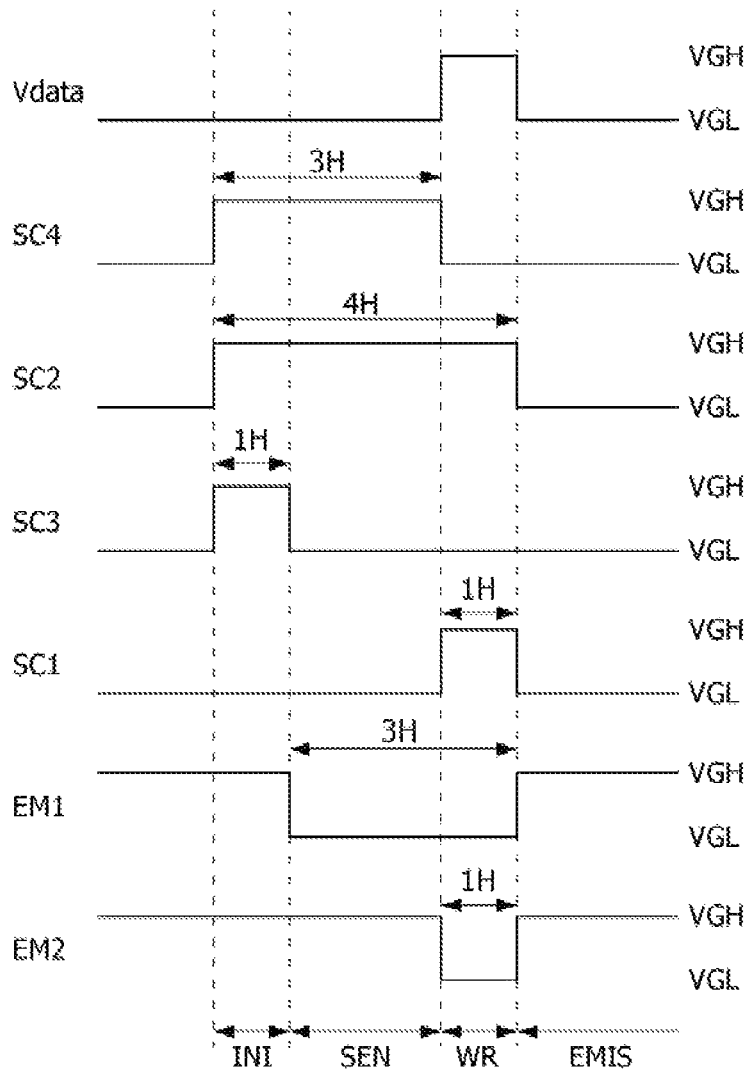 VGH
Vdata
VGL
3H
VGH
SC4
VGL
4H
VGH
SC2
VGL
1H
VGH
SC3
VGL
1H
VGH
SC1
VGL
3H
VGH
EM1
VGL
1H
VGH
EM2
VGL
INI SEN WR EMIS